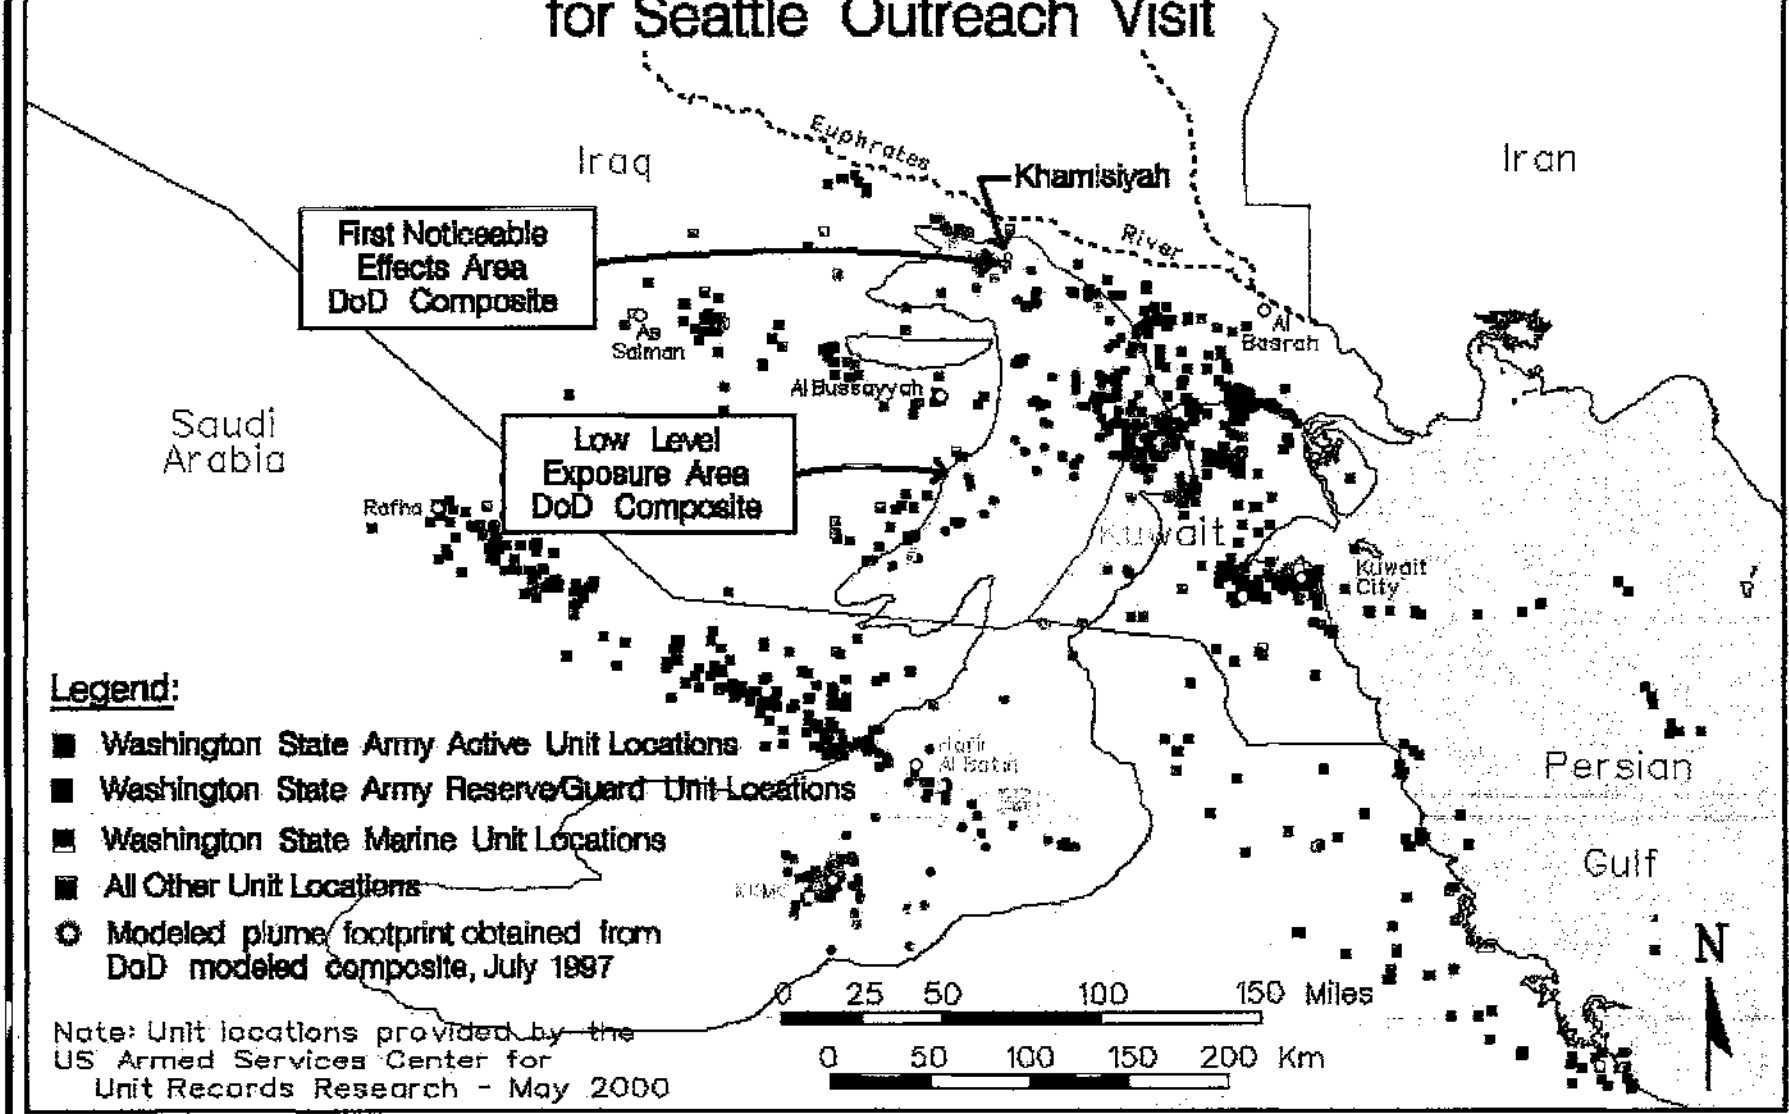 for Seattle Outreach Visit
Euphrates
Iraq
Iran
Khamisiyah
River
First Noticeable
Effects Area
DoD Composite
As
Salman
Al
Basrah
Al Bussayyah
Saudi
Arabia
Low Level
Exposure Area
DoD Composite
Rafha
Kuwait
Kuwait
City
Legend:
Washington State Army Active Unit Locations
Washington State Army Reserve/Guard Unit Locations
Washington State Marine Unit Locations
All Other Unit Locations
Modeled plume footprint obtained from
DoD modeled composite, July 1997
Al Batin
KKMC
Persian
Gulf
N
0 25 50 100 150 Miles
0 50 100 150 200 Km
Note: Unit locations provided by the
US Armed Services Center for
Unit Records Research - May 2000